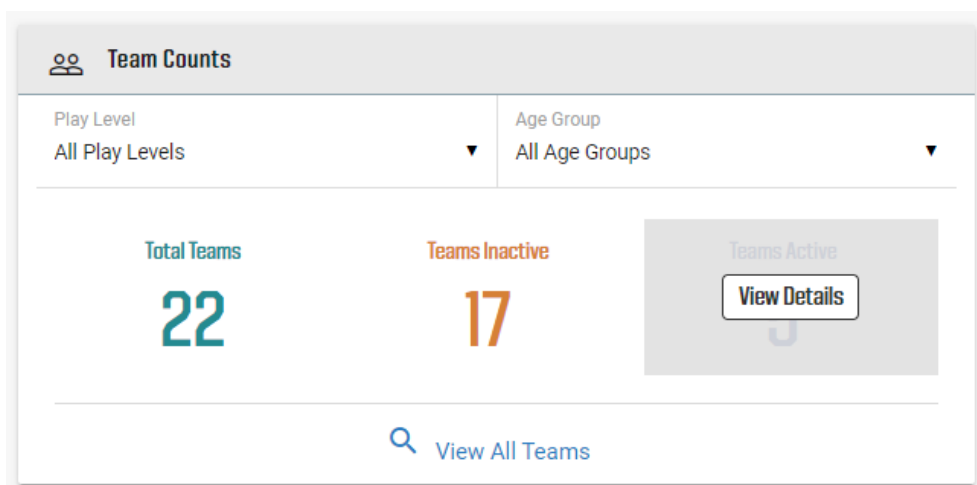 Team Counts
Play Level
All Play Levels
Age Group
All Age Groups
Total Teams
22
Teams Inactive
17
Teams Active
View Details
View All Teams